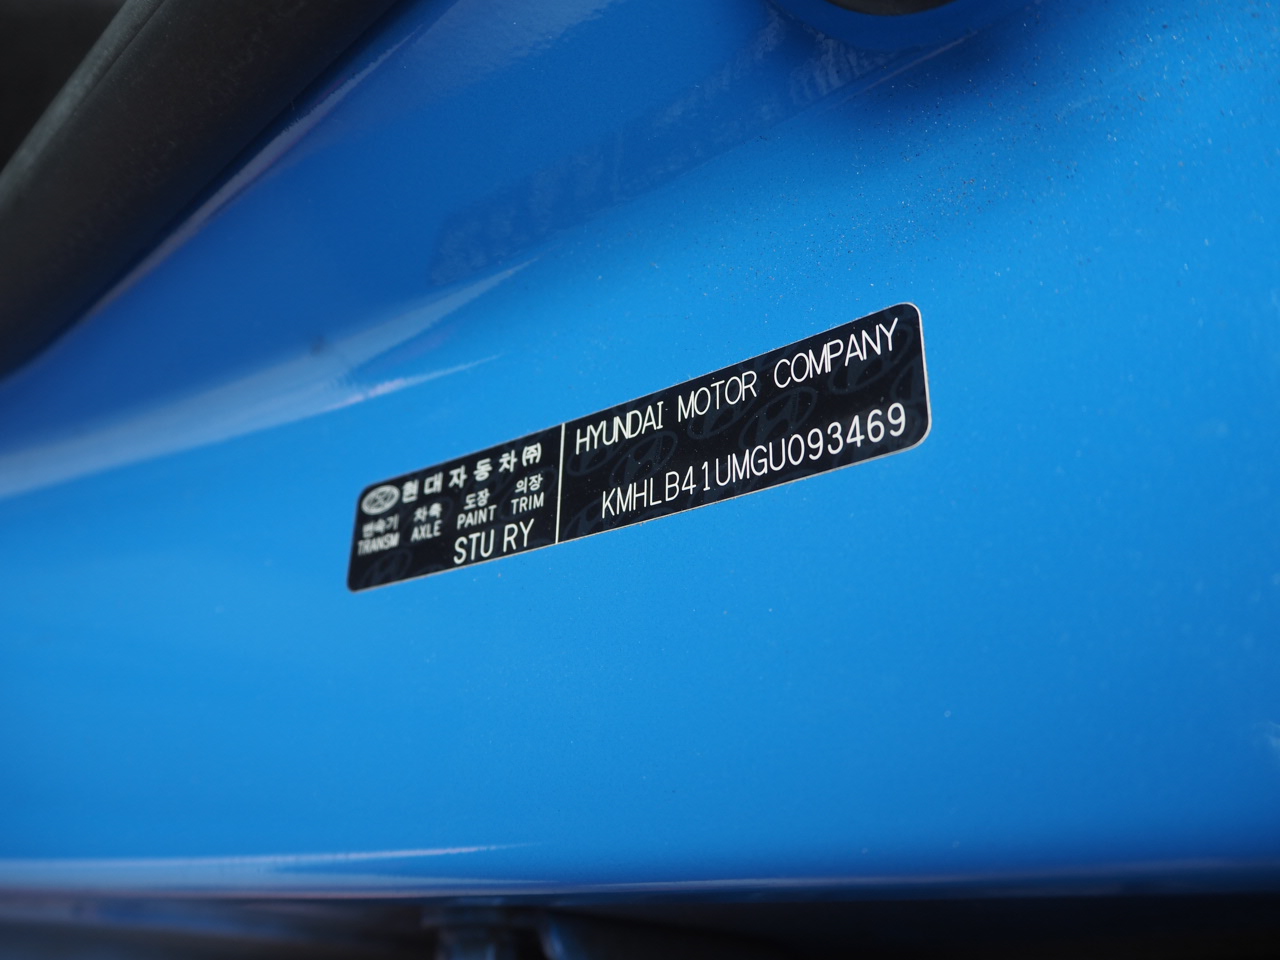 현대자동차㈜
변속기 차축 도장 의장
TRANSM AXLE PAINT TRIM
STU RY
HYUNDAI MOTOR COMPANY
KMHLB41UMGU093469